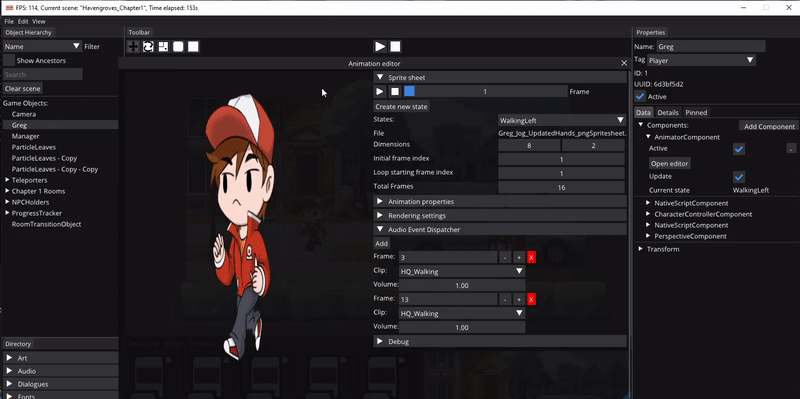 FPS: 114, Current scene: "Havengroves_Chapter1", Time elapsed: 153s
File Edit View
Object Hierarchy
Name Filter
Show Ancestors
Search
Clear scene
Game Objects:
Camera
Greg
Manager
ParticleLeaves
ParticleLeaves - Copy
ParticleLeaves - Copy - Copy
Teleporters
Chapter 1 Rooms
NPCHolders
ProgressTracker
RoomTransitionObject
Directory
Art
Audio
Dialogues
Fonts
Toolbar
Animation editor
Sprite sheet
1 Frame
Create new state
States: WalkingLeft
File Greg_Jog_UpdatedHands_pngSpritesheet.
Dimensions 8 2
Initial frame index 1
Loop starting frame index 1
Total Frames 16
Animation properties
Rendering settings
Audio Event Dispatcher
Add
Frame: 3 - + X
Clip: HQ_Walking
Volume: 1.00
Frame: 13 - + X
Clip: HQ_Walking
Volume: 1.00
Debug
Properties
Name: Greg
Tag Player
ID: 1
UUID: 6d3bf5d2
Active
Data Details Pinned
Components: Add Component
AnimatorComponent
Active ..
Open editor
Update
Current state WalkingLeft
NativeScriptComponent
CharacterControllerComponent
NativeScriptComponent
PerspectiveComponent
Transform